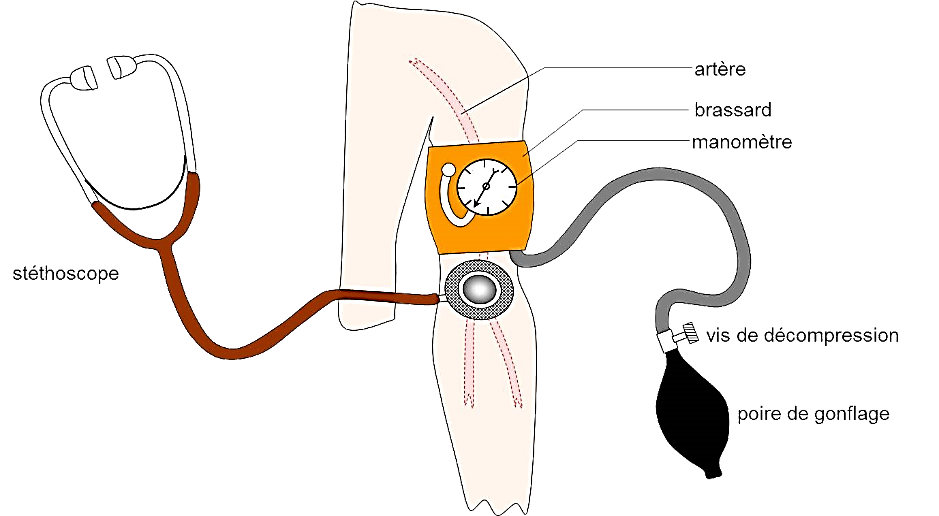 artère
brassard
manomètre
stéthoscope
vis de décompression
poire de gonflage